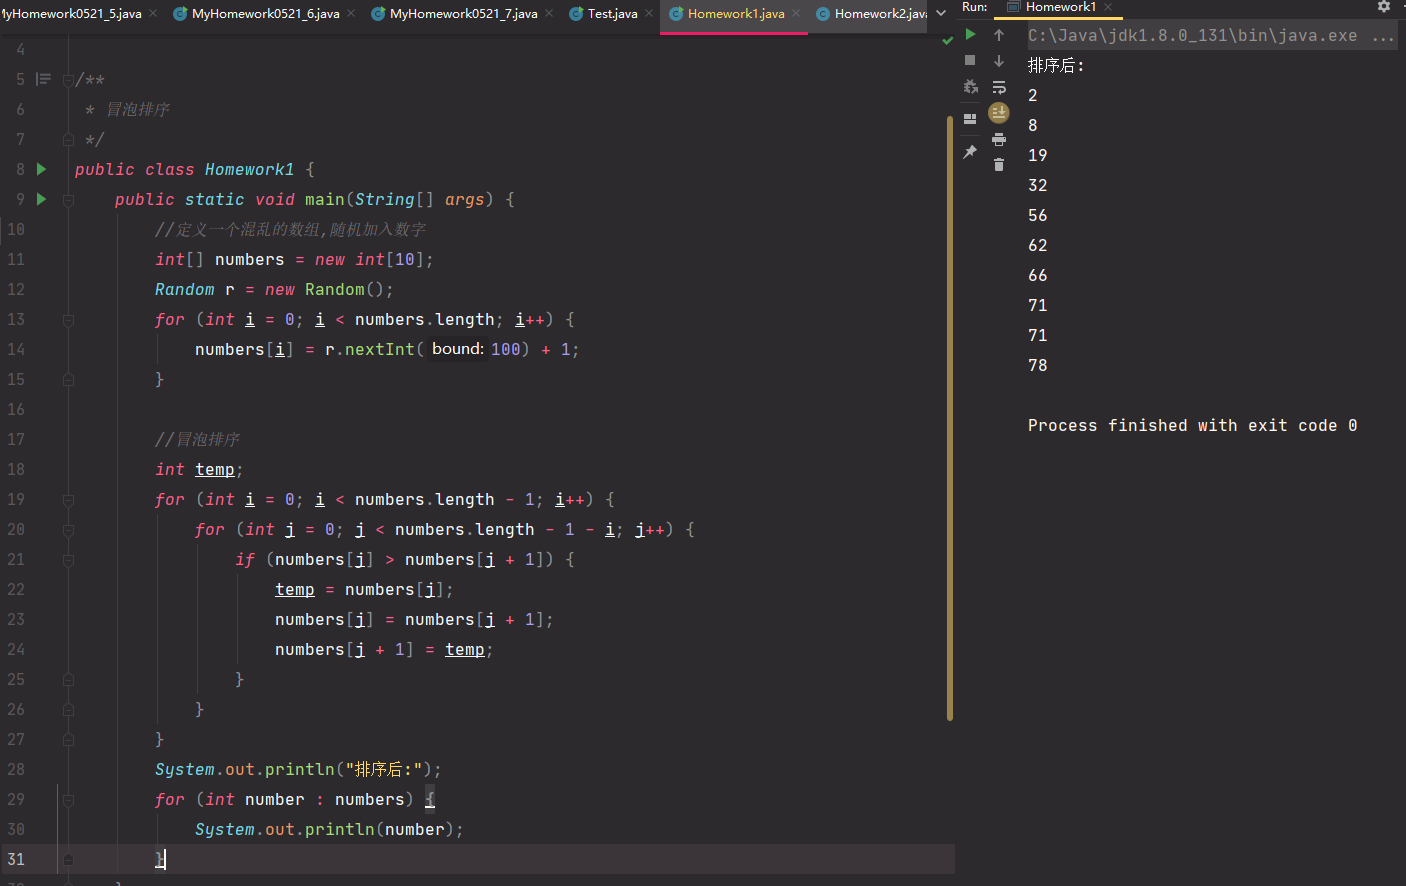 MyHomework0521_5.java MyHomework0521_6.java MyHomework0521_7.java Test.java Homework1.java Homework2.java
4
5 /**
6 * 冒泡排序
7 */
8 public class Homework1 {
9 public static void main(String[] args) {
10 //定义一个混乱的数组,随机加入数字
11 int[] numbers = new int[10];
12 Random r = new Random();
13 for (int i = 0; i < numbers.length; i++) {
14 numbers[i] = r.nextInt( bound: 100) + 1;
15 }
16
17 //冒泡排序
18 int temp;
19 for (int i = 0; i < numbers.length - 1; i++) {
20 for (int j = 0; j < numbers.length - 1 - i; j++) {
21 if (numbers[j] > numbers[j + 1]) {
22 temp = numbers[j];
23 numbers[j] = numbers[j + 1];
24 numbers[j + 1] = temp;
25 }
26 }
27 }
28 System.out.println("排序后:");
29 for (int number : numbers) {
30 System.out.println(number);
31 }
Run: Homework1
C:\Java\jdk1.8.0_131\bin\java.exe ...
排序后:
2
8
19
32
56
62
66
71
71
78
Process finished with exit code 0